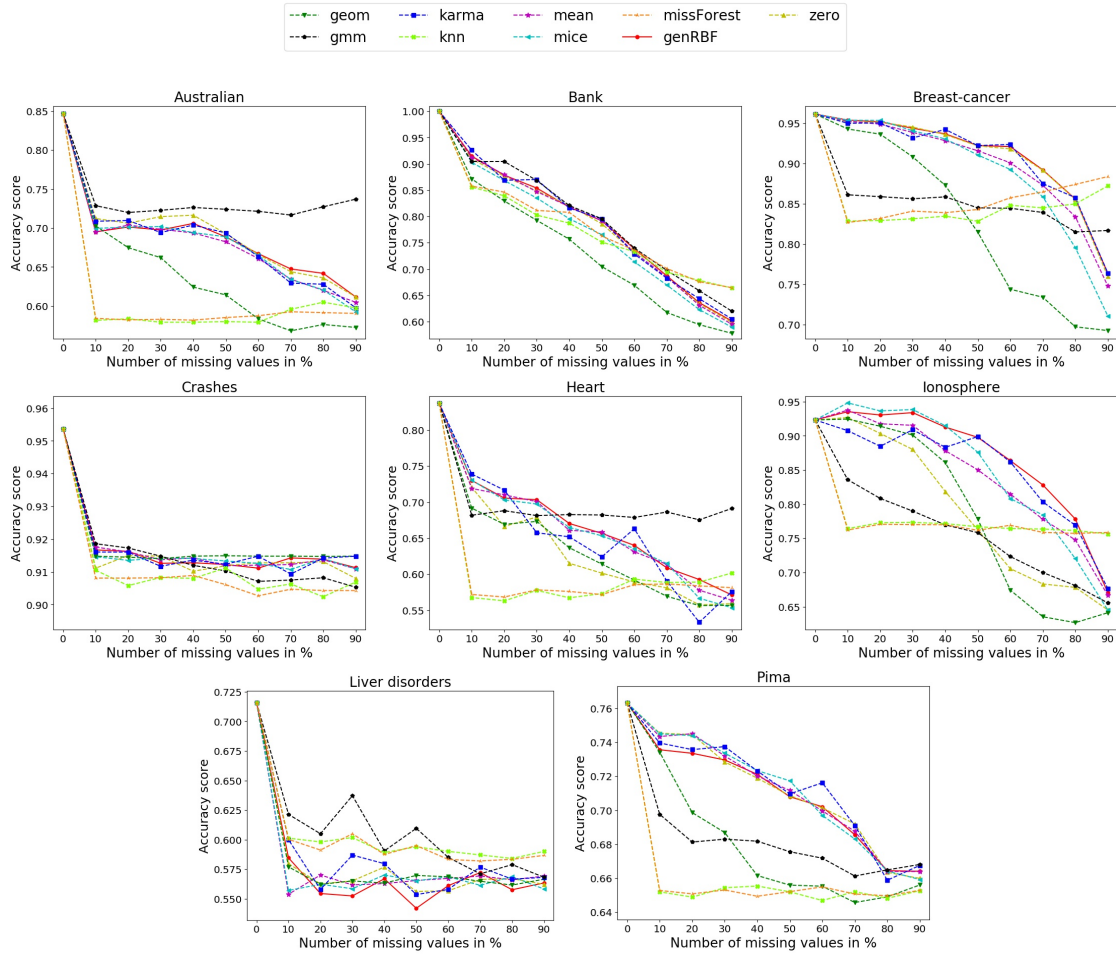 geom karma mean missForest zero
gmm knn mice genRBF
Australian
Accuracy score
0.85
0.80
0.75
0.70
0.65
0.60
0 10 20 30 40 50 60 70 80 90
Number of missing values in %
Bank
Accuracy score
1.00
0.95
0.90
0.85
0.80
0.75
0.70
0.65
0.60
0 10 20 30 40 50 60 70 80 90
Number of missing values in %
Breast-cancer
Accuracy score
0.95
0.90
0.85
0.80
0.75
0.70
0 10 20 30 40 50 60 70 80 90
Number of missing values in %
Crashes
Accuracy score
0.96
0.95
0.94
0.93
0.92
0.91
0.90
0 10 20 30 40 50 60 70 80 90
Number of missing values in %
Heart
Accuracy score
0.80
0.75
0.70
0.65
0.60
0.55
0 10 20 30 40 50 60 70 80 90
Number of missing values in %
Ionosphere
Accuracy score
0.95
0.90
0.85
0.80
0.75
0.70
0.65
0 10 20 30 40 50 60 70 80 90
Number of missing values in %
Liver disorders
Accuracy score
0.725
0.700
0.675
0.650
0.625
0.600
0.575
0.550
0 10 20 30 40 50 60 70 80 90
Number of missing values in %
Pima
Accuracy score
0.76
0.74
0.72
0.70
0.68
0.66
0.64
0 10 20 30 40 50 60 70 80 90
Number of missing values in %